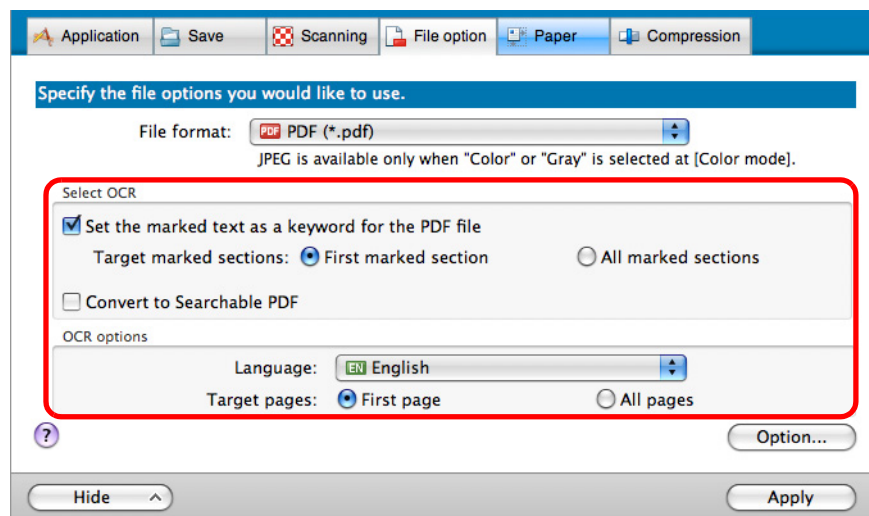 Application Save Scanning File option Paper Compression
Specify the file options you would like to use.
File format: PDF PDF (*.pdf)
JPEG is available only when "Color" or "Gray" is selected at [Color mode].
Select OCR
Set the marked text as a keyword for the PDF file
Target marked sections: First marked section All marked sections
Convert to Searchable PDF
OCR options
Language: EN English
Target pages: First page All pages
? Option...
Hide Apply